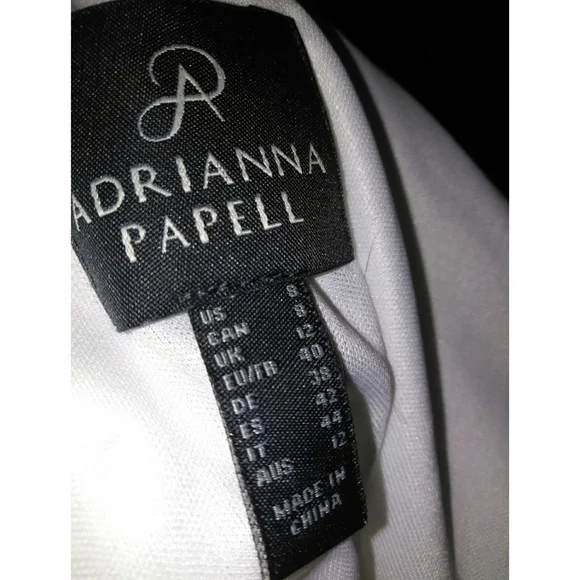 ADRIANNA
PAPELL
US 8
CAN 8
UK 12
EU/FR 40
DE 38
ES 42
IT 44
AUS 12
MADE IN
CHINA